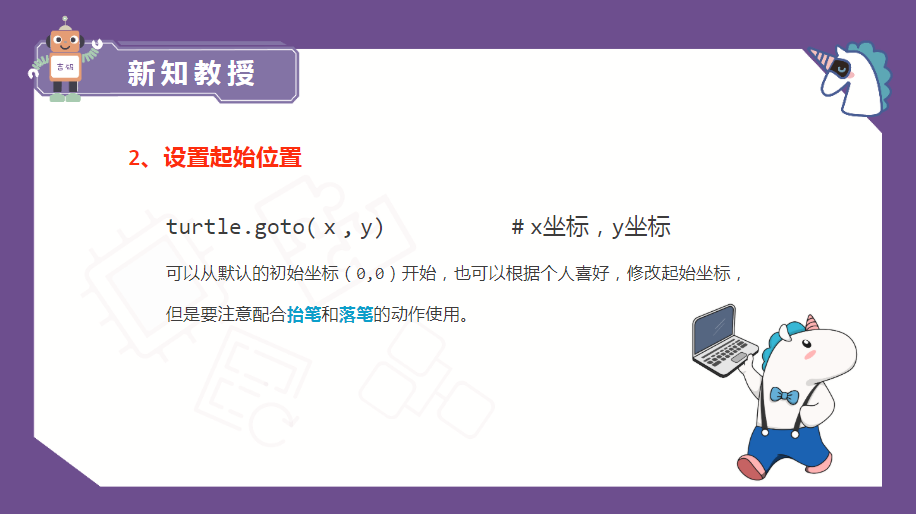 新知教授
2、设置起始位置
turtle.goto( x , y) # x坐标，y坐标
可以从默认的初始坐标（0,0）开始，也可以根据个人喜好，修改起始坐标，
但是要注意配合抬笔和落笔的动作使用。